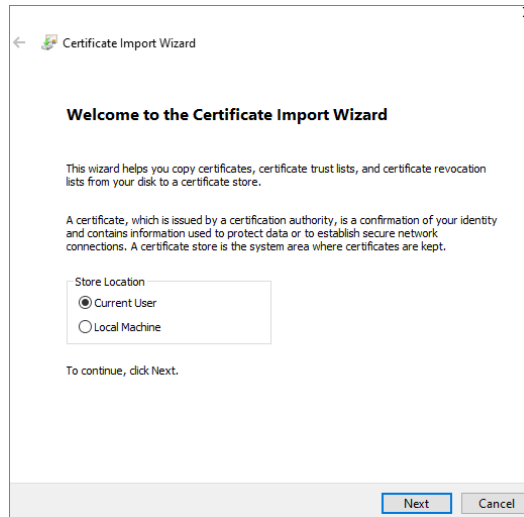 Certificate Import Wizard
Welcome to the Certificate Import Wizard
This wizard helps you copy certificates, certificate trust lists, and certificate revocation
lists from your disk to a certificate store.
A certificate, which is issued by a certification authority, is a confirmation of your identity
and contains information used to protect data or to establish secure network
connections. A certificate store is the system area where certificates are kept.
Store Location
Current User
Local Machine
To continue, click Next.
Next
Cancel